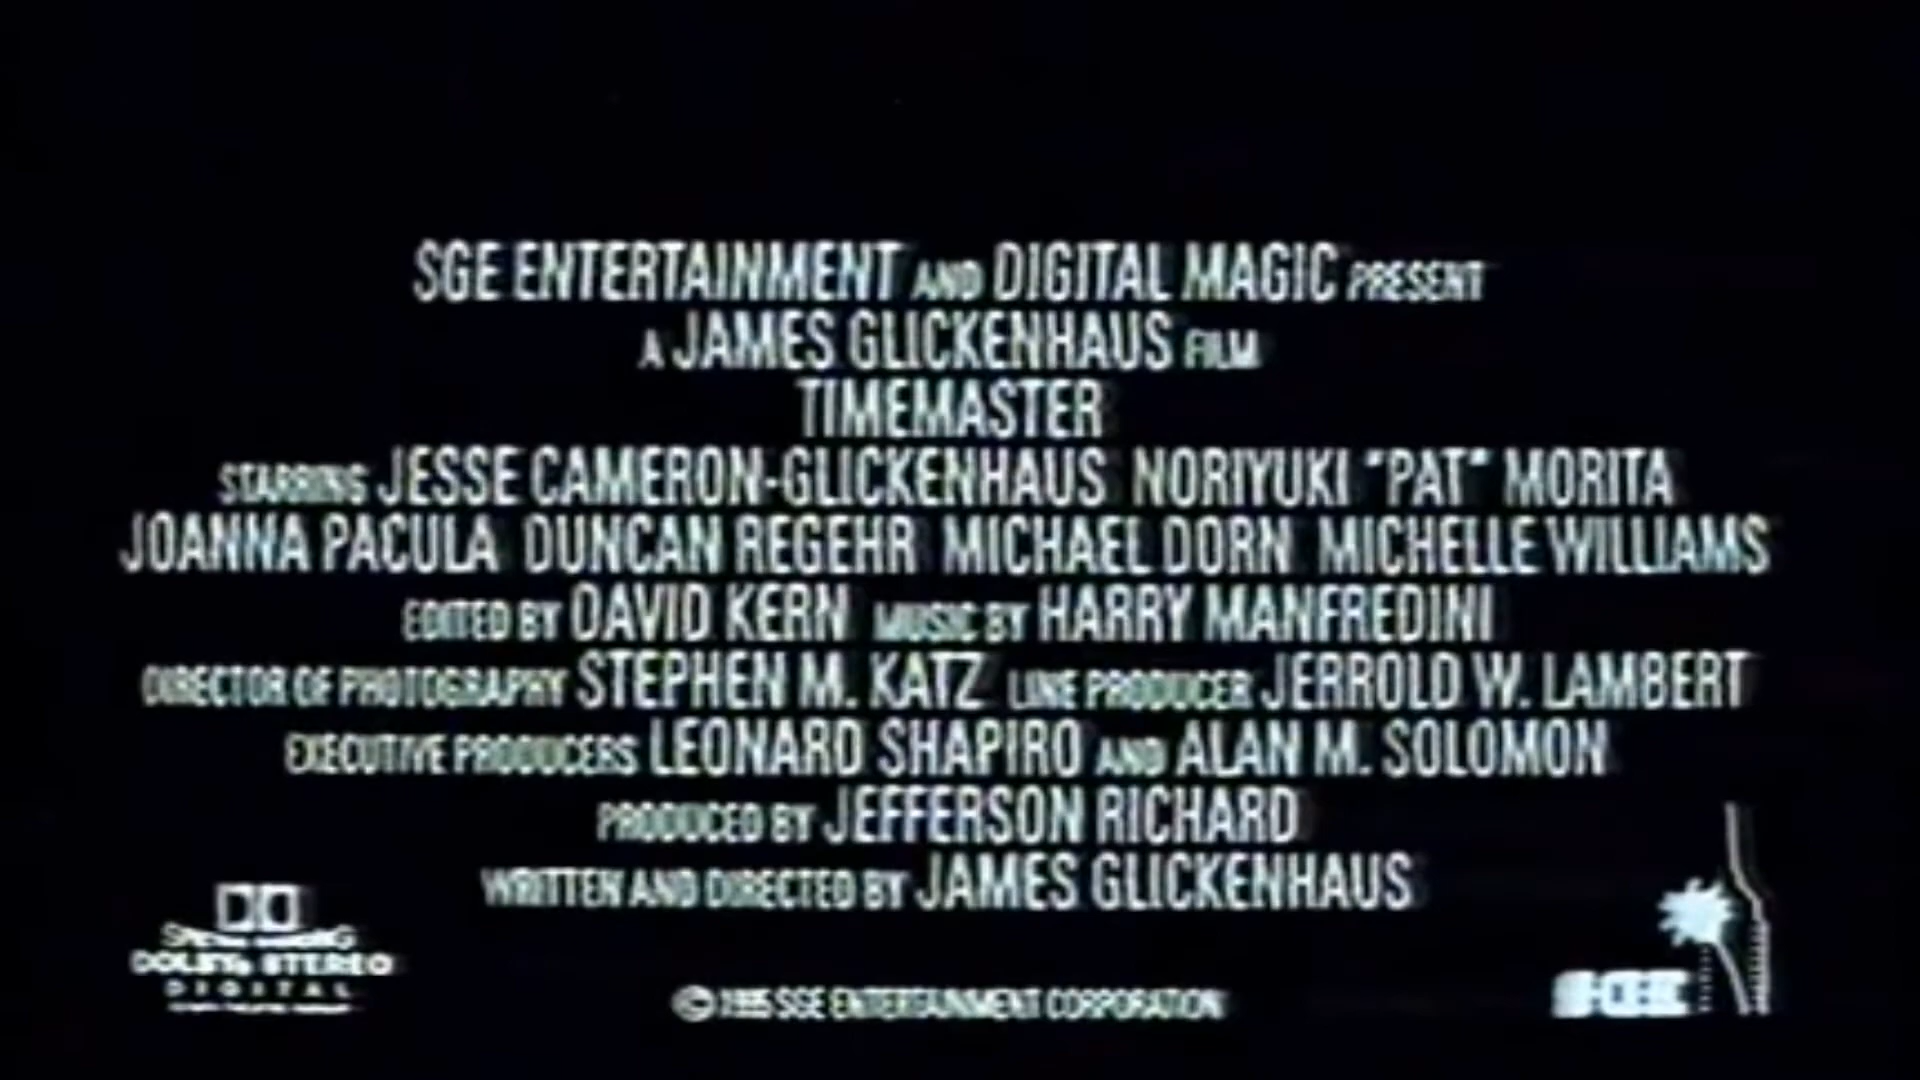 SGE ENTERTAINMENT AND DIGITAL MAGIC PRESENT
A JAMES GLICKENHAUS FILM
TIMEMASTER
STARRING JESSE CAMERON-GLICKENHAUS NORIYUKI "PAT" MORITA
JOANNA PACULA DUNCAN REGEHR MICHAEL DORN MICHELLE WILLIAMS
EDITED BY DAVID KERN MUSIC BY HARRY MANFREDINI
DIRECTOR OF PHOTOGRAPHY STEPHEN M. KATZ LINE PRODUCER JERROLD W. LAMBERT
EXECUTIVE PRODUCERS LEONARD SHAPIRO AND ALAN M. SOLOMON
PRODUCED BY JEFFERSON RICHARD
WRITTEN AND DIRECTED BY JAMES GLICKENHAUS
DOLBY STEREO
DIGITAL
© 1995 SGE ENTERTAINMENT CORPORATION